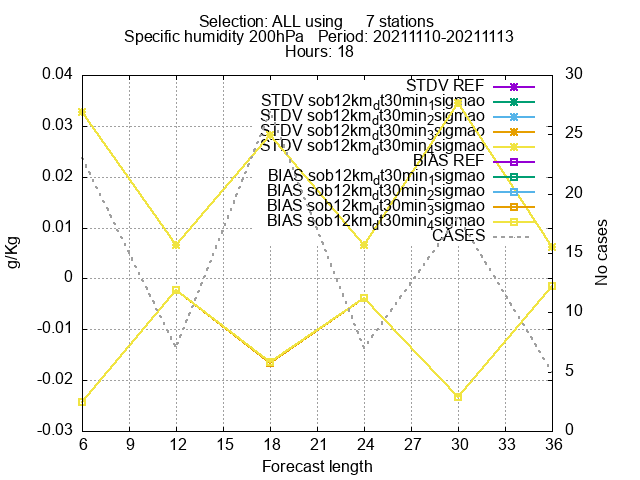 Selection: ALL using 7 stations
Specific humidity 200hPa Period: 20211110-20211113
Hours: 18
0.04
0.03
0.02
0.01
0
-0.01
-0.02
-0.03
g/Kg
30
25
20
15
10
5
0
No cases
STDV REF
STDV sob12km_dt30min_1sigmao
STDV sob12km_dt30min_2sigmao
STDV sob12km_dt30min_3sigmao
STDV sob12km_dt30min_4sigmao
BIAS REF
BIAS sob12km_dt30min_1sigmao
BIAS sob12km_dt30min_2sigmao
BIAS sob12km_dt30min_3sigmao
BIAS sob12km_dt30min_4sigmao
CASES
6 9 12 15 18 21 24 27 30 33 36
Forecast length